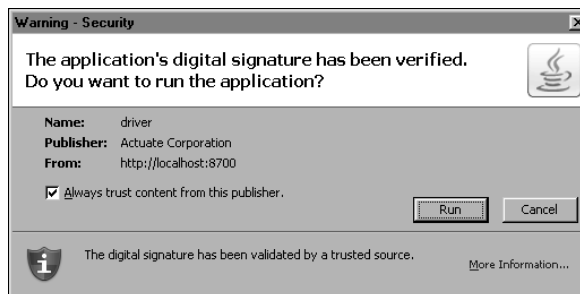 Warning - Security
The application's digital signature has been verified.
Do you want to run the application?
Name: driver
Publisher: Actuate Corporation
From: http://localhost:8700
Always trust content from this publisher.
Run Cancel
The digital signature has been validated by a trusted source.
More Information...